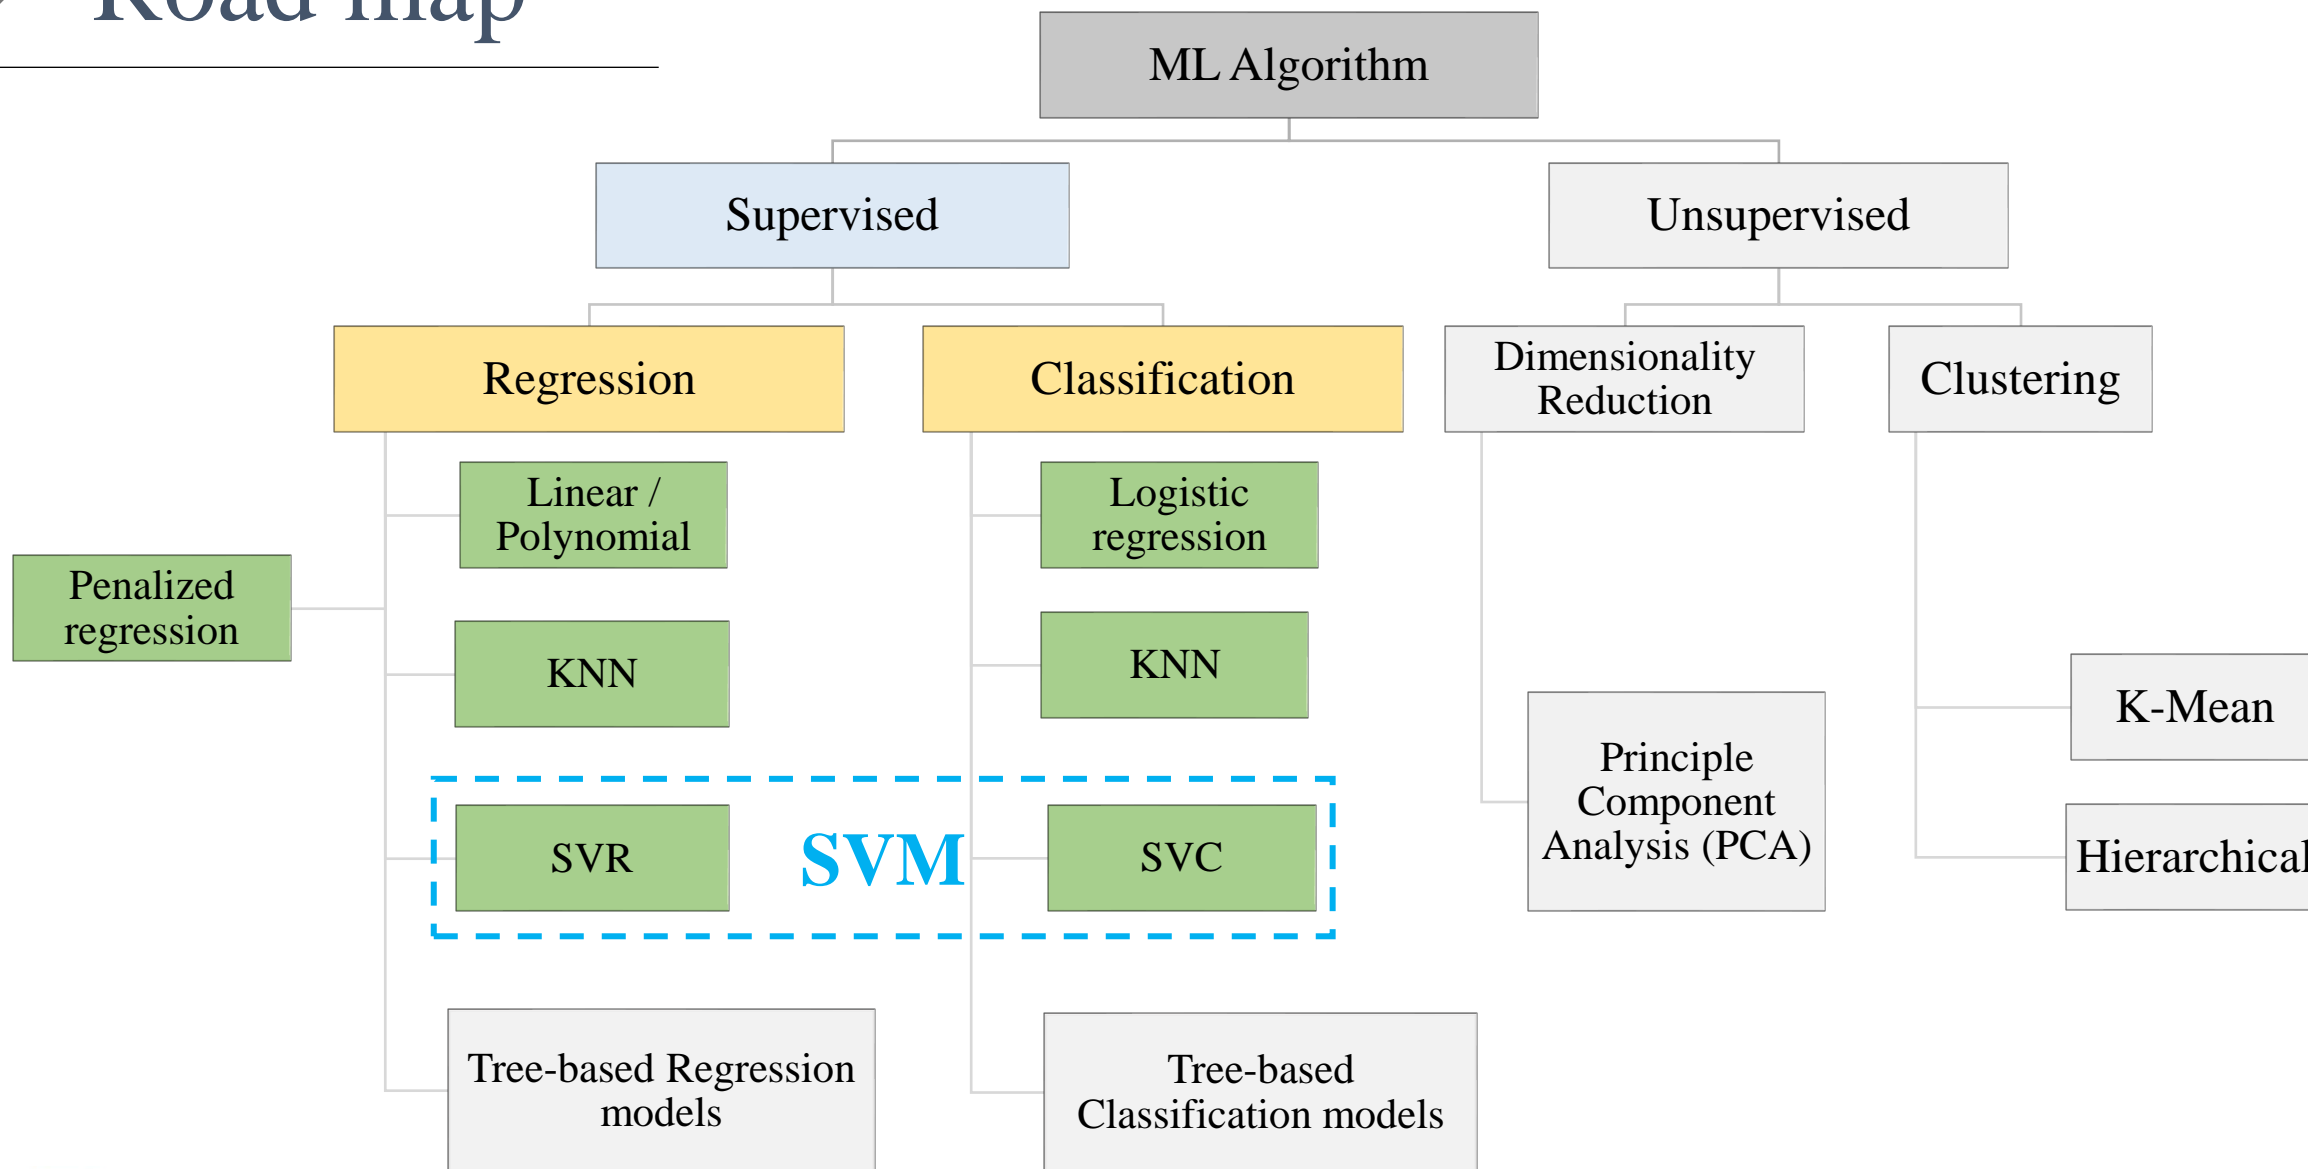 Road map
ML Algorithm
Supervised
Unsupervised
Regression
Classification
Dimensionality
Reduction
Clustering
Linear /
Polynomial
Logistic
regression
Penalized
regression
KNN
KNN
K-Mean
Principle
Component
Analysis (PCA)
SVR
SVM
SVC
Hierarchical
Tree-based Regression
models
Tree-based
Classification models